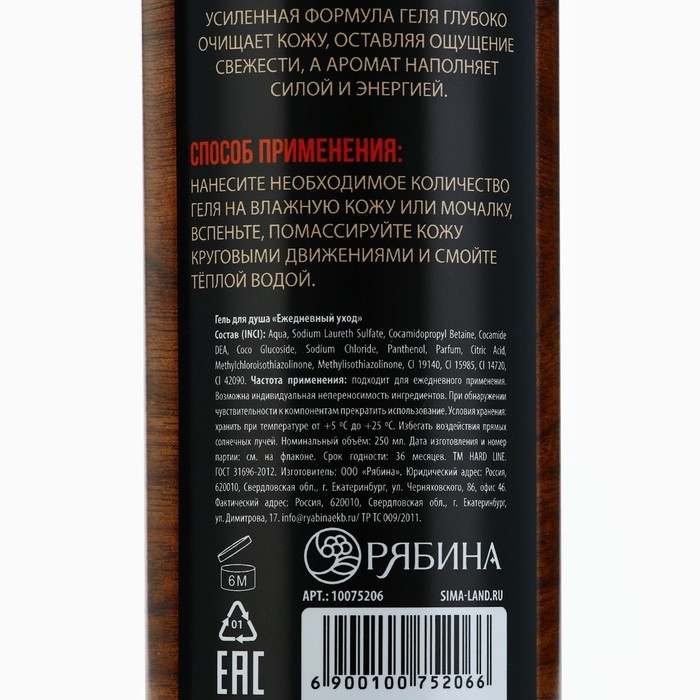 УСИЛЕННАЯ ФОРМУЛА ГЕЛЯ ГЛУБОКО
ОЧИЩАЕТ КОЖУ, ОСТАВЛЯЯ ОЩУЩЕНИЕ
СВЕЖЕСТИ, А АРОМАТ НАПОЛНЯЕТ
СИЛОЙ И ЭНЕРГИЕЙ.
СПОСОБ ПРИМЕНЕНИЯ:
НАНЕСИТЕ НЕОБХОДИМОЕ КОЛИЧЕСТВО
ГЕЛЯ НА ВЛАЖНУЮ КОЖУ ИЛИ МОЧАЛКУ,
ВСПЕНЬТЕ, ПОМАССИРУЙТЕ КОЖУ
КРУГОВЫМИ ДВИЖЕНИЯМИ И СМОЙТЕ
ТЁПЛОЙ ВОДОЙ.
Гель для душа «Ежедневный уход»
Состав (INCI): Aqua, Sodium Laureth Sulfate, Cocamidopropyl Betaine, Cocamide
DEA, Coco Glucoside, Sodium Chloride, Panthenol, Parfum, Citric Acid,
Methylchloroisothiazolinone, Methylisothiazolinone, CI 19140, CI 15985, CI 14720,
CI 42090. Частота применения: подходит для ежедневного применения.
Возможна индивидуальная непереносимость ингредиентов. При обнаружении
чувствительности к компонентам прекратить использование. Условия хранения:
хранить при температуре от +5 ºС до +25 ºС. Избегать воздействия прямых
солнечных лучей. Номинальный объём: 250 мл. Дата изготовления и номер
партии: см. на флаконе. Срок годности: 36 месяцев. ТМ HARD LINE.
ГОСТ 31696-2012. Изготовитель: ООО «Рябина». Юридический адрес: Россия,
620010, Свердловская обл., г. Екатеринбург, ул. Черняховского, 86, офис 46.
Фактический адрес: Россия, 620010, Свердловская обл., г. Екатеринбург,
ул. Димитрова, 17. info@ryabinaekb.ru/ ТР ТС 009/2011.
РЯБИНА
6M
АРТ.: 10075206 SIMA-LAND.RU
01
EAC
6 900100 752066